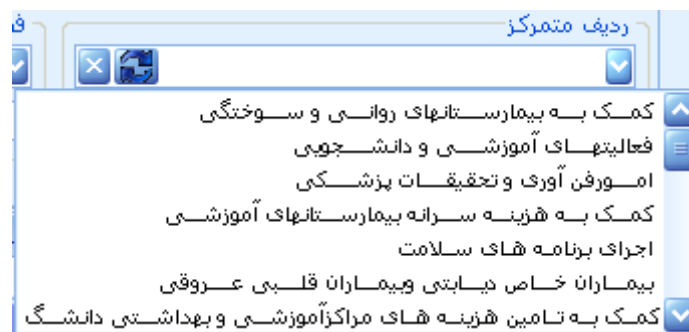 ردیف متمرکز
کمک به بیمارستانهای روانی و سوختگی
فعالیتهای آموزشی و دانشجویی
امورفن آوری و تحقیقات پزشکی
کمک به هزینه سرانه بیمارستانهای آموزشی
اجرای برنامه های سلامت
بیماران خاص دیابتی وبیماران قلبی عروقی
کمک به تامین هزینه های مراکزآموزشی و بهداشتی دانشگ